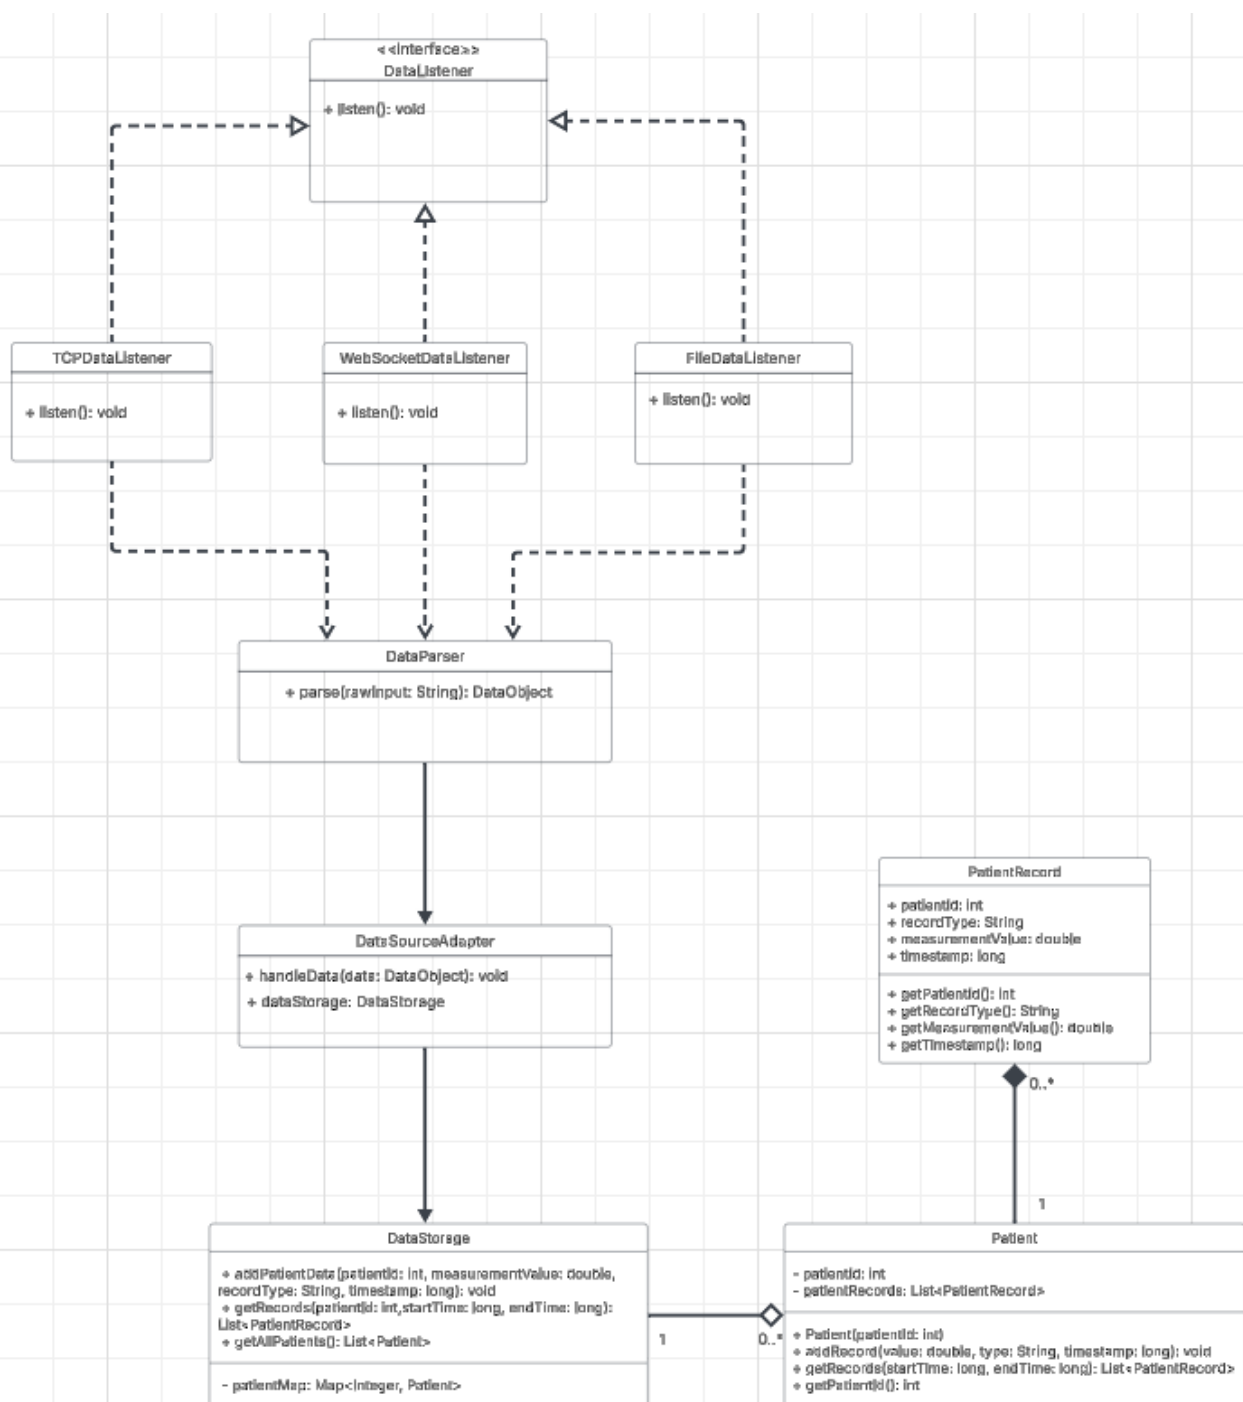 <<interface>>
DataListener
+ listen(): void
TCPDataListener
+ listen(): void
WebSocketDataListener
+ listen(): void
FileDataListener
+ listen(): void
DataParser
+ parse(rawInput: String): DataObject
DataSourceAdapter
+ handleData(data: DataObject): void
+ dataStorage: DataStorage
PatientRecord
+ patientId: int
+ recordType: String
+ measurementValue: double
+ timestamp: long
+ getPatientId(): int
+ getRecordType(): String
+ getMeasurementValue(): double
+ getTimestamp(): long
0..*
1
DataStorage
+ addPatientData(patientId: int, measurementValue: double,
recordType: String, timestamp: long): void
+ getRecords(patientId: int,startTime: long, endTime: long):
List<PatientRecord>
+ getAllPatients(): List<Patient>
- patientMap: Map<Integer, Patient>
1
0..*
Patient
- patientId: int
- patientRecords: List<PatientRecord>
+ Patient(patientId: int)
+ addRecord(value: double, type: String, timestamp: long): void
+ getRecords(startTime: long, endTime: long): List<PatientRecord>
+ getPatientId(): int